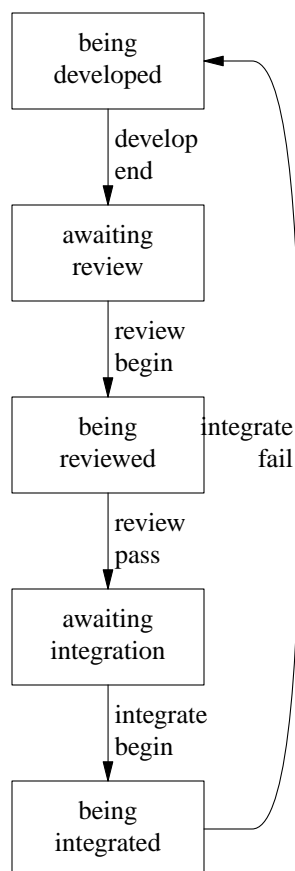 being
developed
develop
end
awaiting
review
review
begin
being
reviewed
integrate
fail
review
pass
awaiting
integration
integrate
begin
being
integrated